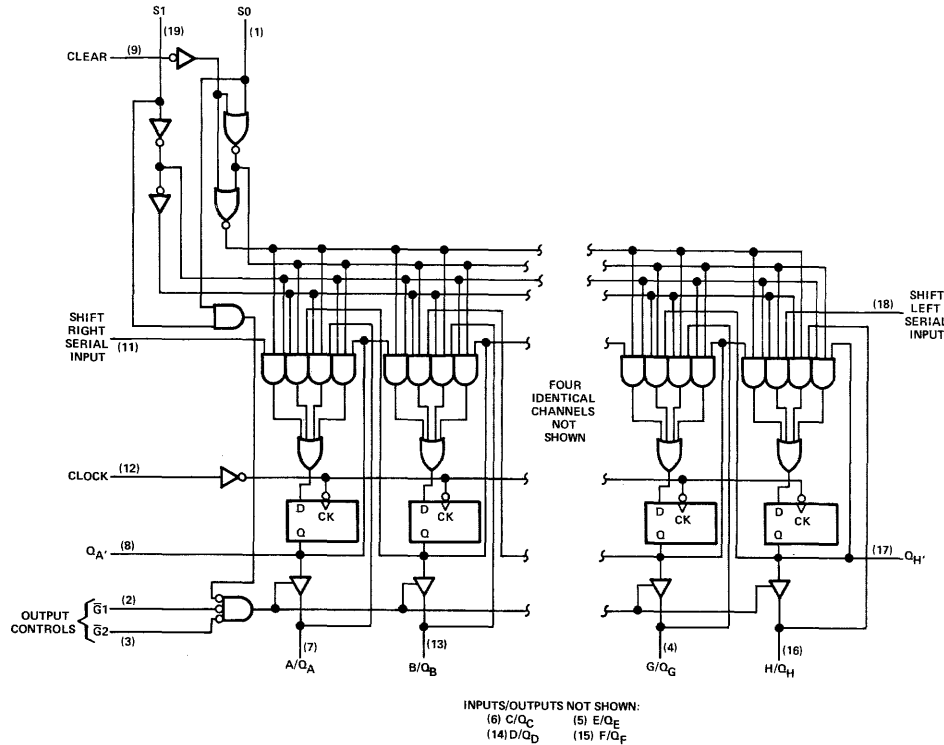 S1
S0
(19)
(1)
CLEAR
(9)
(18)
SHIFT
LEFT
SERIAL
INPUT
SHIFT
RIGHT
SERIAL
INPUT
(11)
FOUR
IDENTICAL
CHANNELS
NOT
SHOWN
CLOCK
(12)
D
CK
Q
D
CK
Q
D
CK
Q
D
CK
Q
QA'
(8)
(17)
QH'
OUTPUT
CONTROLS
G̅1
(2)
G̅2
(3)
(7)
(13)
(4)
(16)
A/QA
B/QB
G/QG
H/QH
INPUTS/OUTPUTS NOT SHOWN:
(6) C/QC (5) E/QE
(14) D/QD (15) F/QF